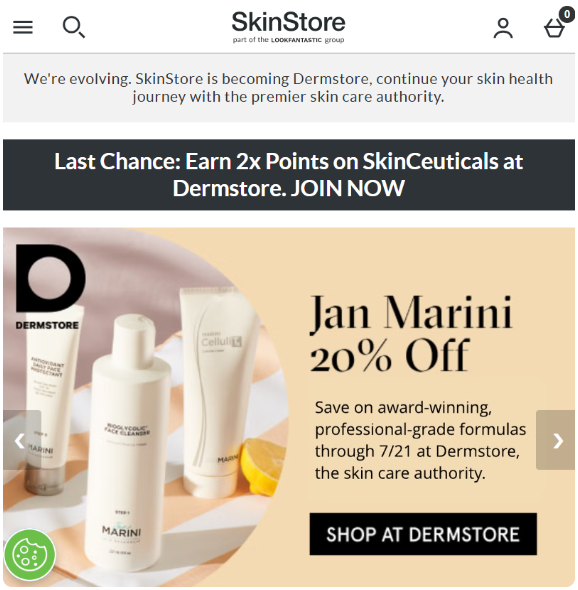 0
SkinStore
part of the LOOKFANTASTIC group
We're evolving. SkinStore is becoming Dermstore, continue your skin health
journey with the premier skin care authority.
Last Chance: Earn 2x Points on SkinCeuticals at
Dermstore. JOIN NOW
DERMSTORE
Jan Marini
20% Off
Save on award-winning,
professional-grade formulas
through 7/21 at Dermstore,
the skin care authority.
SHOP AT DERMSTORE
ANTIOXIDANT
DAILY FACE
PROTECTANT
MARINI
BIOGLYCOLIC
FACE CLEANSER
STEP 1
MARINI
MARINI